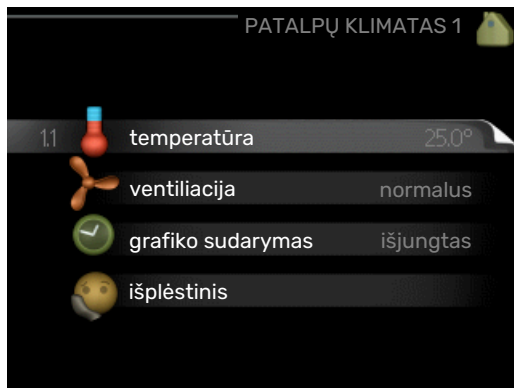 PATALPŲ KLIMATAS 1
1.1 temperatūra 25.0°
ventiliacija normalus
grafiko sudarymas išjungtas
išplėstinis